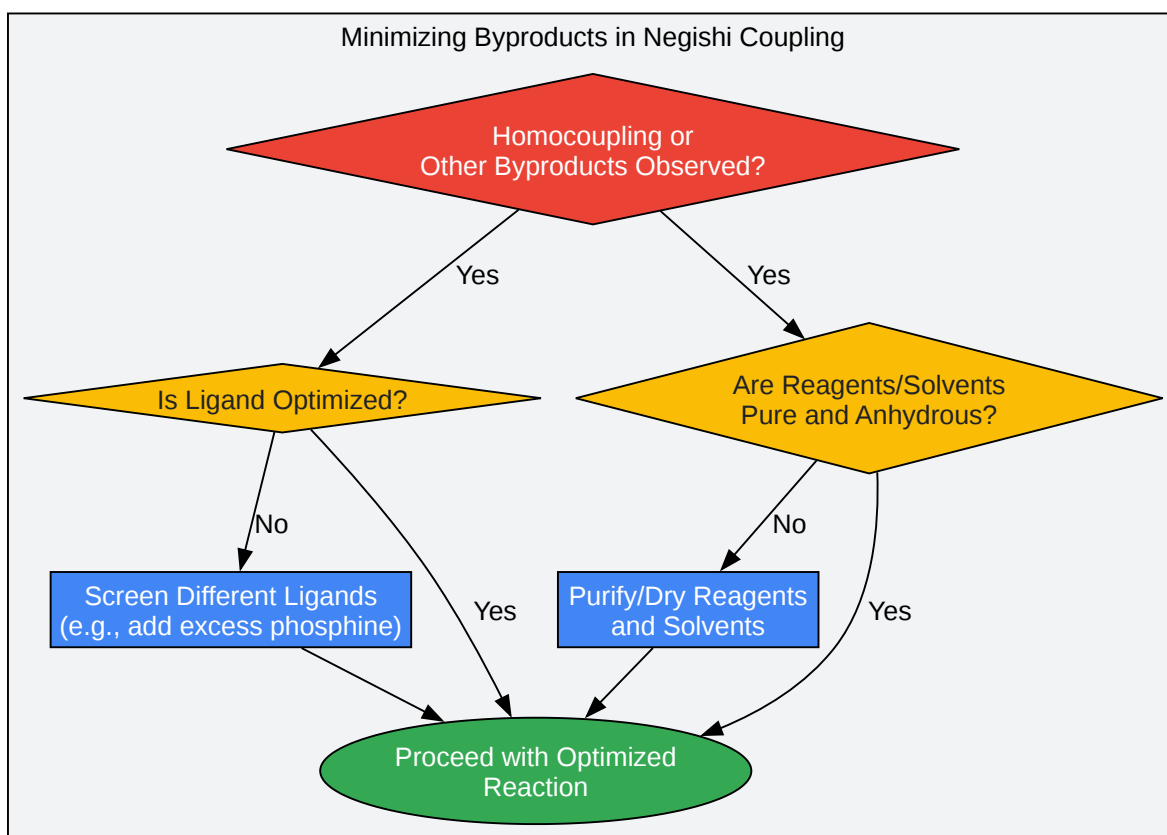 Minimizing Byproducts in Negishi Coupling
Homocoupling or
Other Byproducts Observed?
Yes
Yes
Is Ligand Optimized?
Are Reagents/Solvents
Pure and Anhydrous?
No
No
Screen Different Ligands
(e.g., add excess phosphine)
Yes
Purify/Dry Reagents
and Solvents
Yes
Proceed with Optimized
Reaction